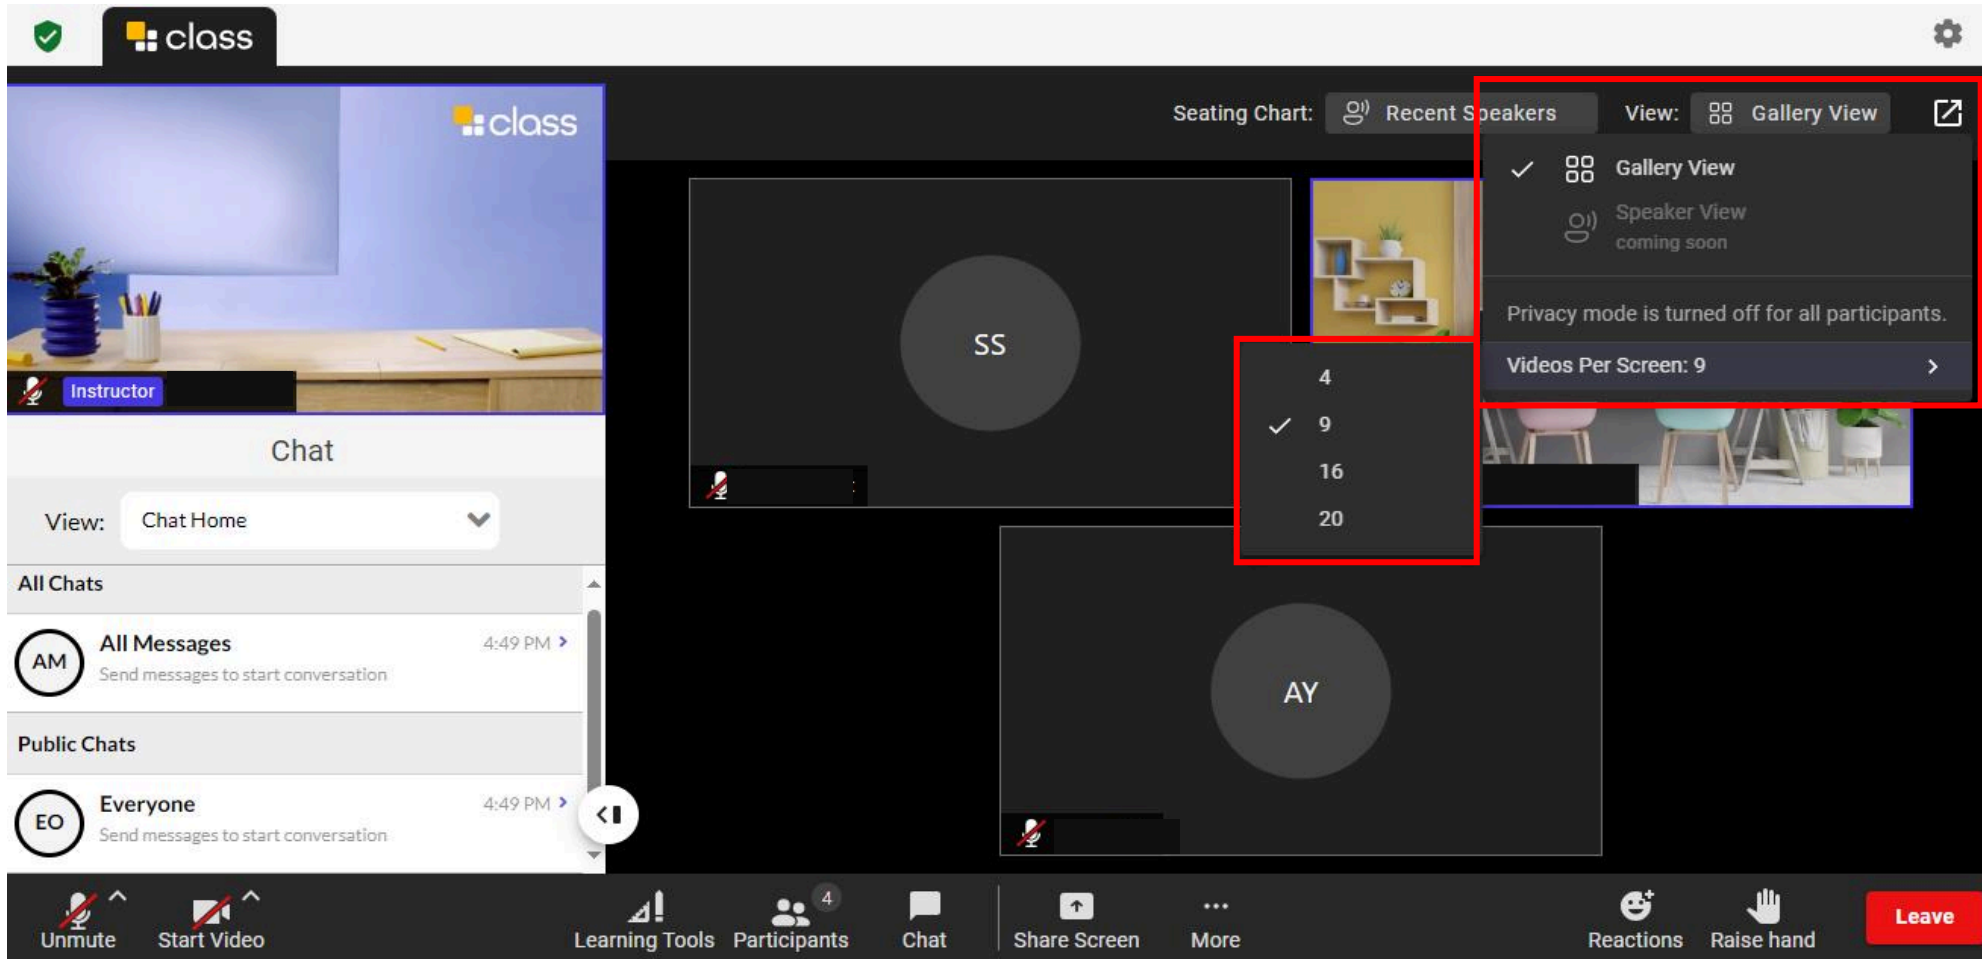 class
class
Instructor
Chat
View: Chat Home
All Chats
AM
All Messages 4:49 PM
Send messages to start conversation
Public Chats
EO
Everyone 4:49 PM
Send messages to start conversation
Seating Chart: Recent Speakers View: Gallery View
Gallery View
Speaker View
coming soon
Privacy mode is turned off for all participants.
Videos Per Screen: 9
4
9
16
20
SS
AY
Unmute Start Video Learning Tools Participants 4 Chat Share Screen More Reactions Raise hand Leave